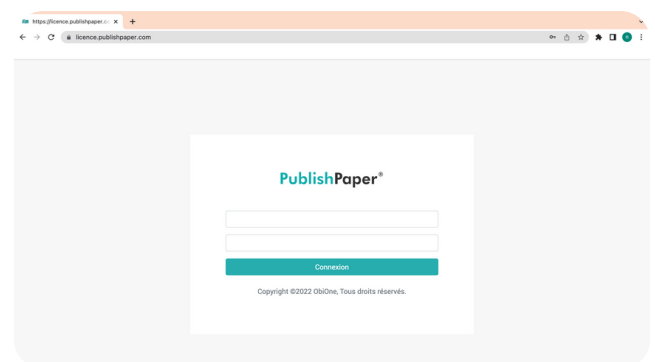 https://licence.publishpaper.co
licence.publishpaper.com
PublishPaper®
Connexion
Copyright ©2022 ObiOne, Tous droits réservés.